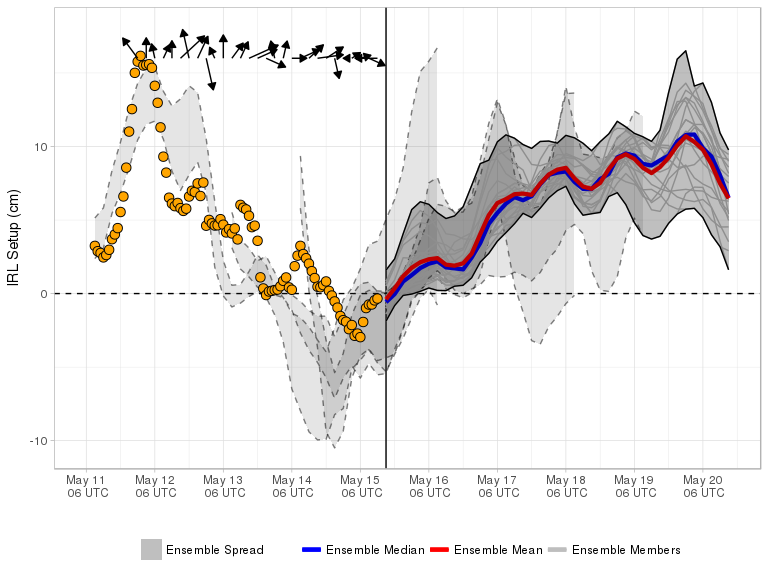 IRL Setup (cm)
10
0
-10
May 11 May 12 May 13 May 14 May 15 May 16 May 17 May 18 May 19 May 20
06 UTC 06 UTC 06 UTC 06 UTC 06 UTC 06 UTC 06 UTC 06 UTC 06 UTC 06 UTC
Ensemble Spread Ensemble Median Ensemble Mean Ensemble Members